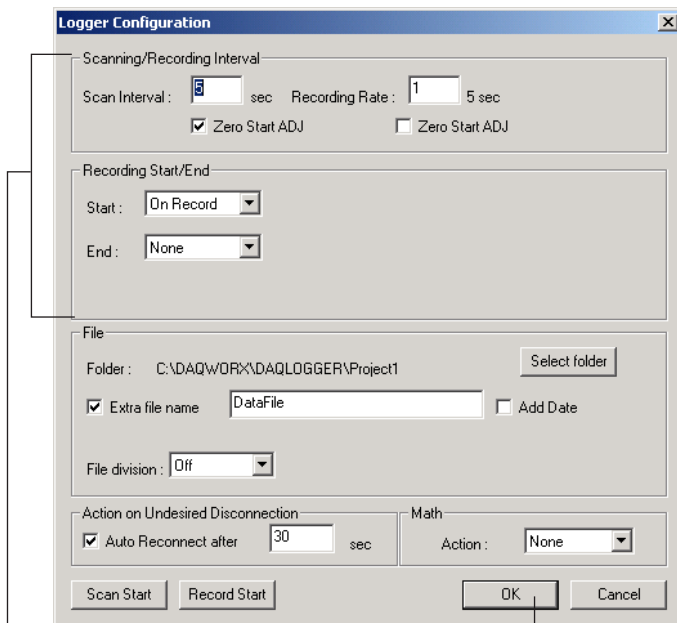 Logger Configuration
Scanning/Recording Interval
Scan Interval : 5 sec Recording Rate : 1 5 sec
Zero Start ADJ Zero Start ADJ
Recording Start/End
Start : On Record
End : None
File
Folder : C:\DAQWORX\DAQLOGGER\Project1 Select folder
Extra file name DataFile Add Date
File division : Off
Action on Undesired Disconnection Math
Auto Reconnect after 30 sec Action : None
Scan Start Record Start OK Cancel